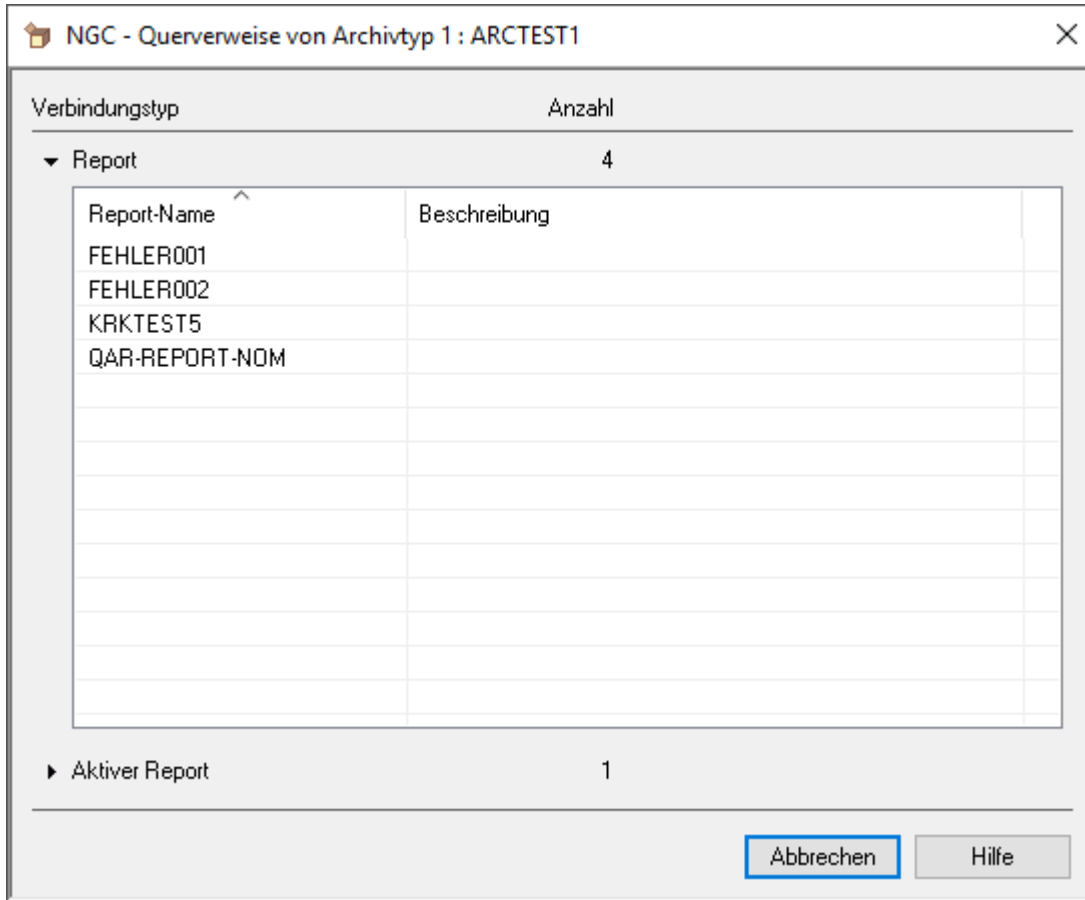 NGC - Querverweise von Archivtyp 1 : ARCTEST1
Verbindungstyp Anzahl
Report 4
Report-Name Beschreibung
FEHLER001
FEHLER002
KRKTEST5
QAR-REPORT-NOM
Aktiver Report 1
Abbrechen Hilfe